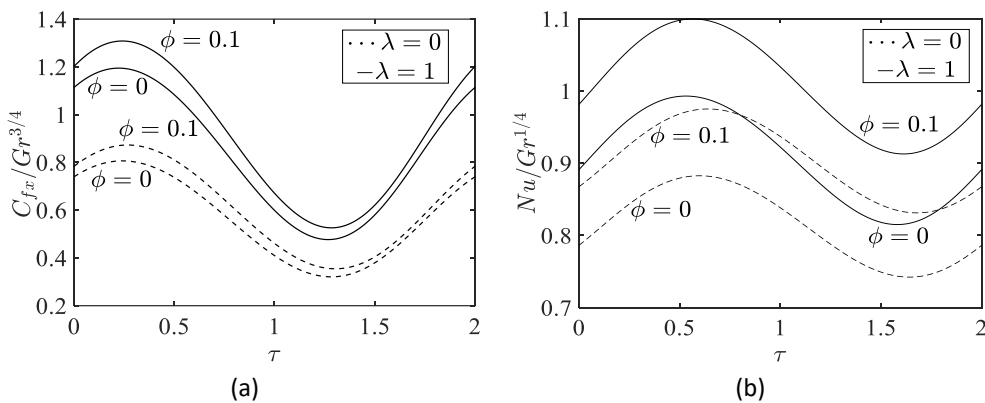 1.4
1.2
1
0.8
0.6
0.4
0.2
C_{fx}/Gr^{3/4}
ϕ = 0.1
ϕ = 0
ϕ = 0.1
ϕ = 0
···λ = 0
−λ = 1
0 0.5 1 1.5 2
τ
(a)
1.1
1
0.9
0.8
0.7
Nu/Gr^{1/4}
··· λ = 0
−λ = 1
ϕ = 0.1
ϕ = 0.1
ϕ = 0
ϕ = 0
0 0.5 1 1.5 2
τ
(b)